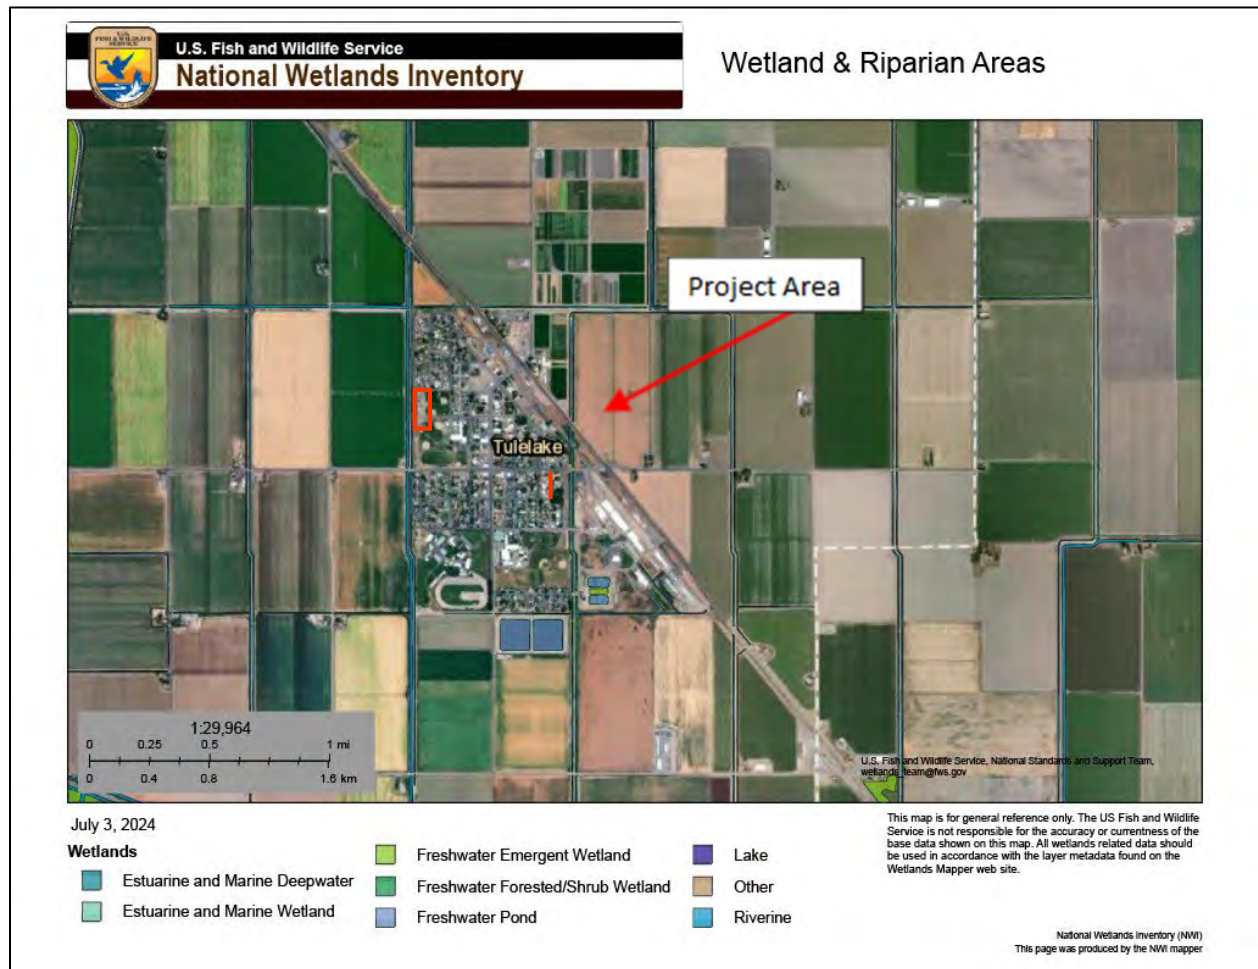 U.S.
FISH & WILDLIFE
SERVICE
U.S. Fish and Wildlife Service
National Wetlands Inventory
Wetland & Riparian Areas
Project Area
Tulelake
1:29,964
0 0.25 0.5 1 mi
0 0.4 0.8 1.6 km
U.S. Fish and Wildlife Service, National Standards and Support Team,
wetlands_team@fws.gov
July 3, 2024
This map is for general reference only. The US Fish and Wildlife
Service is not responsible for the accuracy or currentness of the
base data shown on this map. All wetlands related data should
be used in accordance with the layer metadata found on the
Wetlands Mapper web site.
Wetlands
Estuarine and Marine Deepwater
Estuarine and Marine Wetland
Freshwater Emergent Wetland
Freshwater Forested/Shrub Wetland
Freshwater Pond
Lake
Other
Riverine
National Wetlands Inventory (NWI)
This page was produced by the NWI mapper